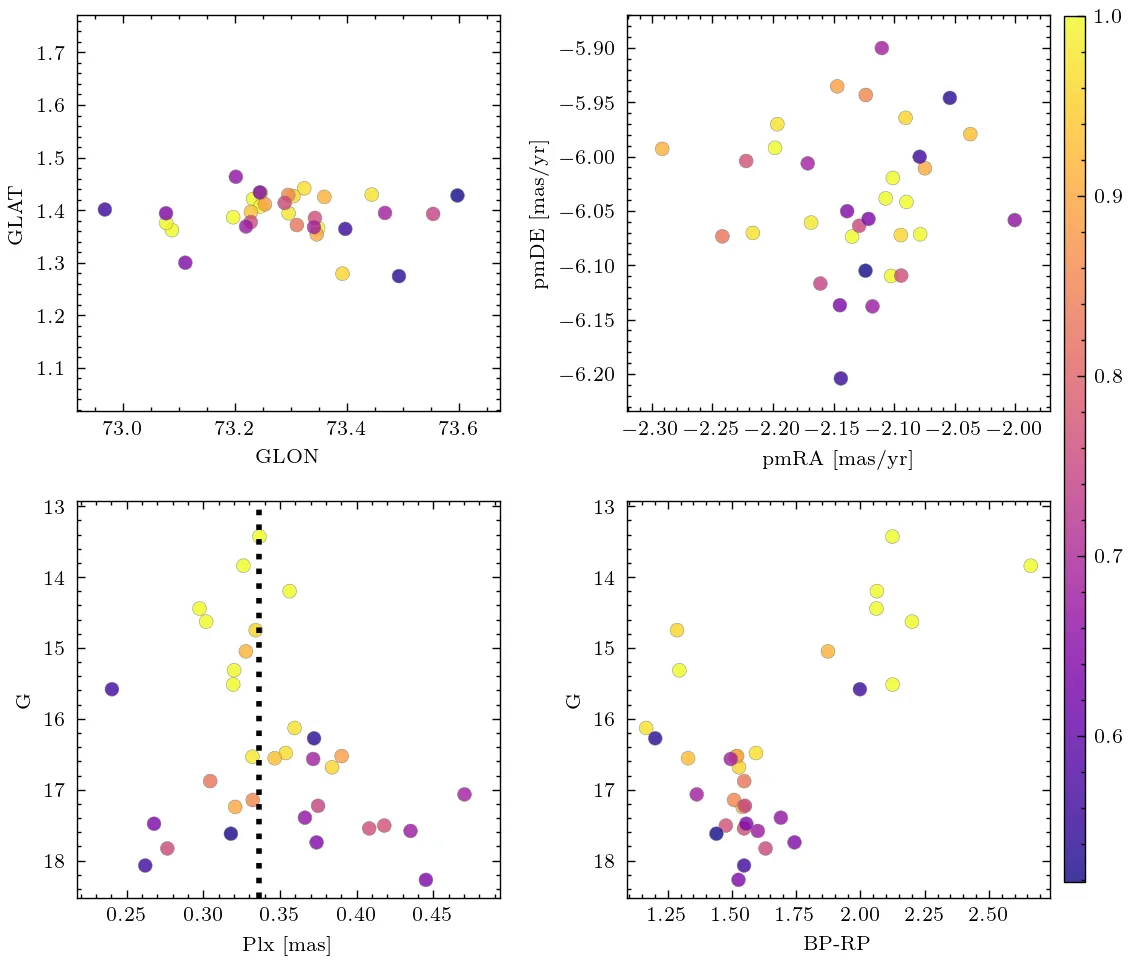 1.7
1.6
1.5
1.4
1.3
1.2
1.1
GLAT
73.0 73.2 73.4 73.6
GLON
−5.90
−5.95
−6.00
−6.05
−6.10
−6.15
−6.20
pmDE [mas/yr]
−2.30 −2.25 −2.20 −2.15 −2.10 −2.05 −2.00
pmRA [mas/yr]
1.0
0.9
0.8
0.7
0.6
13
14
15
16
17
18
G
0.25 0.30 0.35 0.40 0.45
Plx [mas]
13
14
15
16
17
18
G
1.25 1.50 1.75 2.00 2.25 2.50
BP-RP